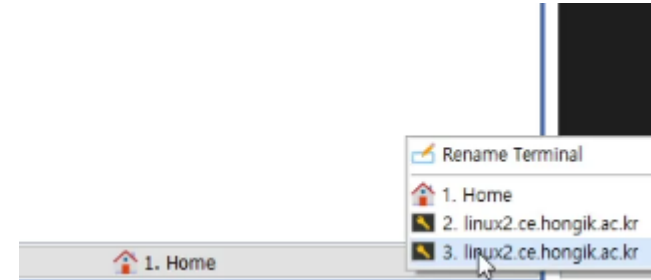 Rename Terminal
1. Home
2. linux2.ce.hongik.ac.kr
3. linux2.ce.hongik.ac.kr
1. Home